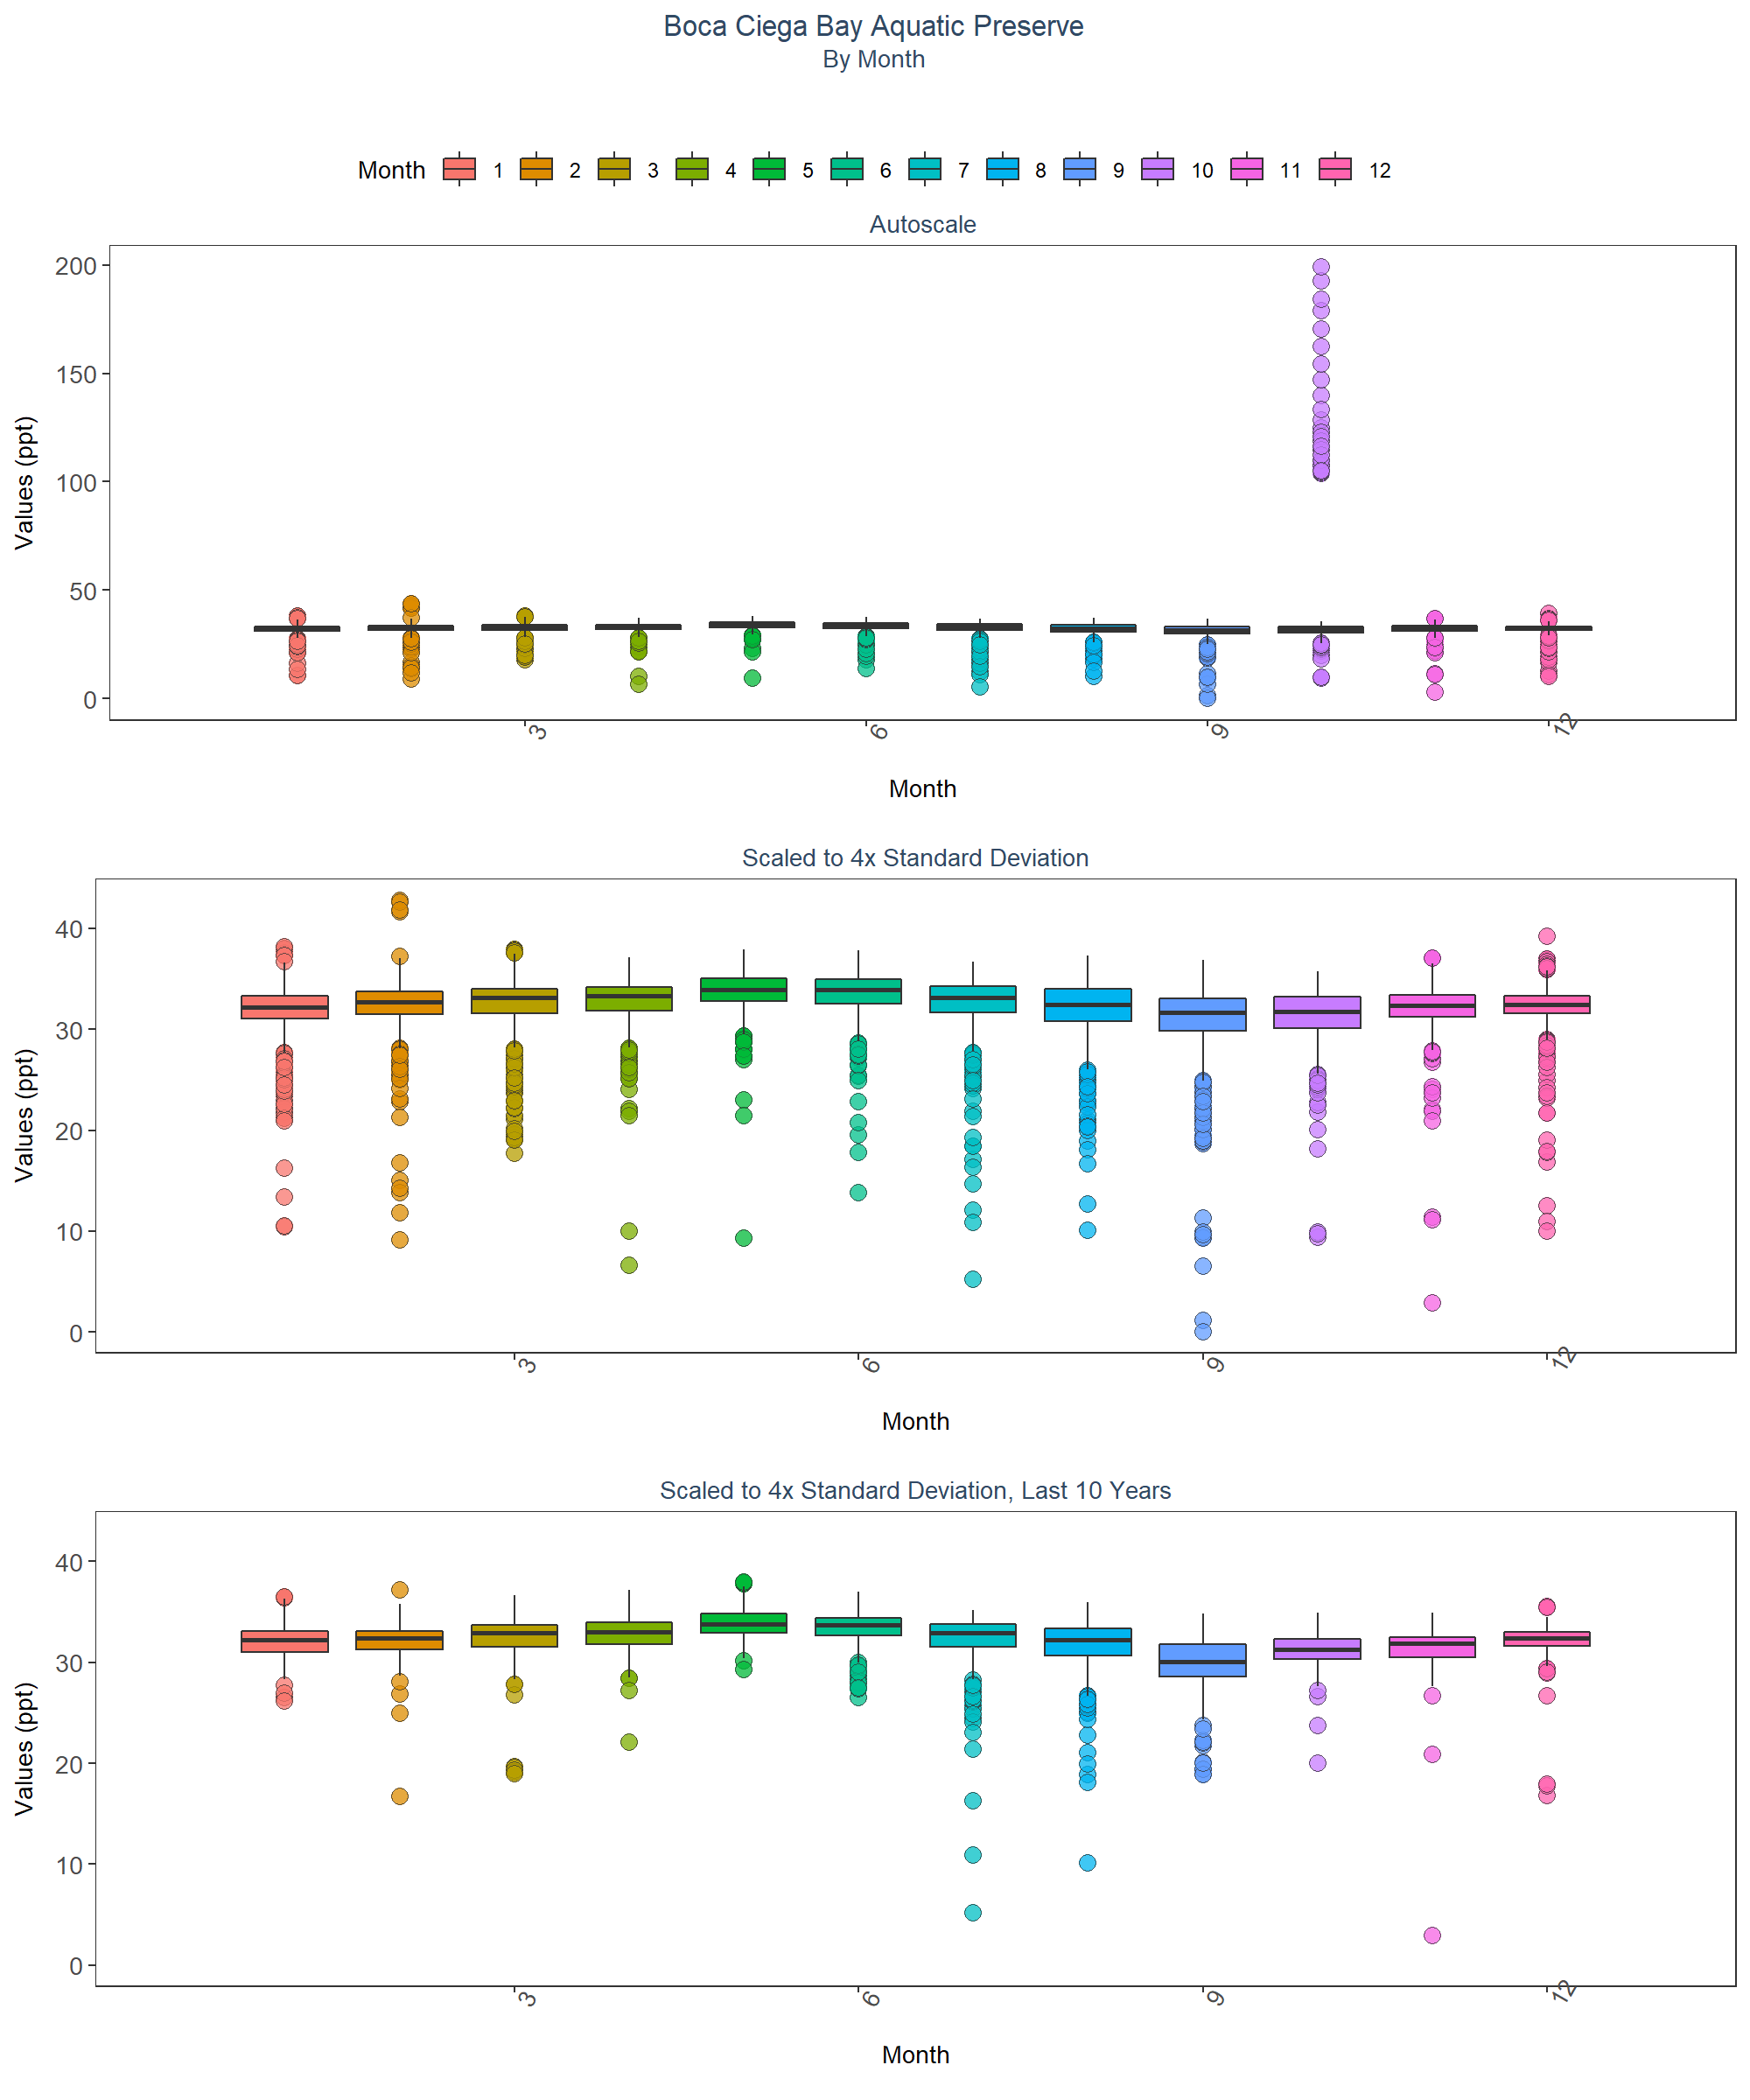 Boca Ciega Bay Aquatic Preserve
By Month
Month 1 2 3 4 5 6 7 8 9 10 11 12
Autoscale
200
150
100
50
0
Values (ppt)
3 6 9 12
Month
Scaled to 4x Standard Deviation
40
30
20
10
0
Values (ppt)
3 6 9 12
Month
Scaled to 4x Standard Deviation, Last 10 Years
40
30
20
10
0
Values (ppt)
3 6 9 12
Month